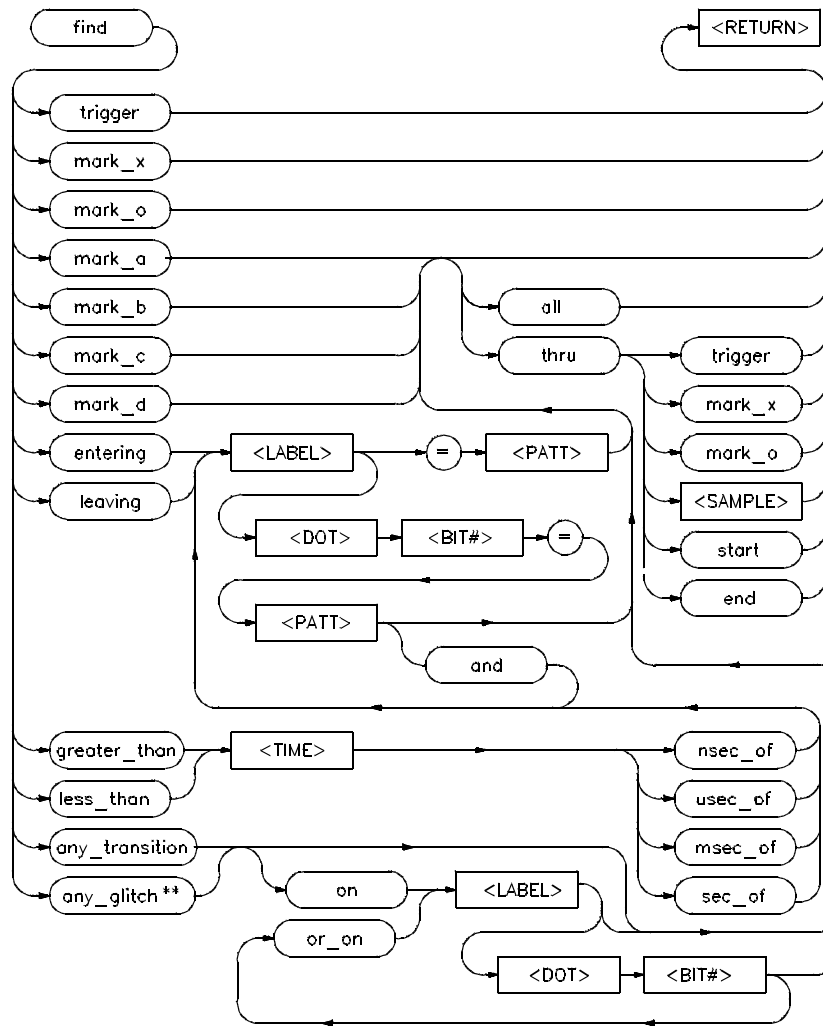 find
<RETURN>
trigger
mark_x
mark_o
mark_a
mark_b
all
mark_c
thru
trigger
mark_d
mark_x
entering
<LABEL>
=
<PATT>
mark_o
leaving
<SAMPLE>
<DOT>
<BIT#>
=
start
<PATT>
end
and
greater_than
<TIME>
nsec_of
less_than
usec_of
any_transition
msec_of
any_glitch**
on
<LABEL>
sec_of
or_on
<DOT>
<BIT#>